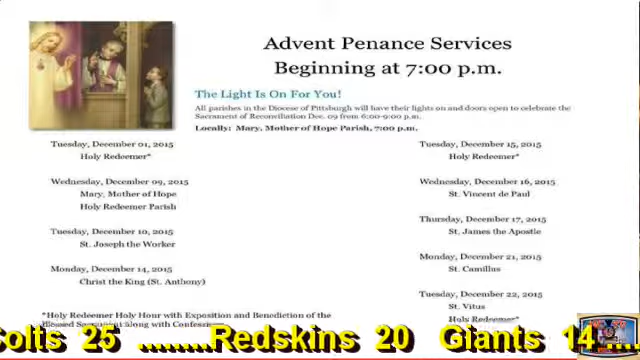 Advent Penance Services
Beginning at 7:00 p.m.
The Light Is On For You!
All parishes in the Diocese of Pittsburgh will have their lights on and doors open to celebrate the
Sacrament of Reconciliation Dec. 09 from 6:00-9:00 p.m.
Locally: Mary, Mother of Hope Parish, 7:00 p.m.
Tuesday, December 01, 2015
Holy Redeemer*
Wednesday, December 09, 2015
Mary, Mother of Hope
Holy Redeemer Parish
Tuesday, December 10, 2015
St. Joseph the Worker
Monday, December 14, 2015
Christ the King (St. Anthony)
Tuesday, December 15, 2015
Holy Redeemer*
Wednesday, December 16, 2015
St. Vincent de Paul
Thursday, December 17, 2015
St. James the Apostle
Monday, December 21, 2015
St. Camillus
Tuesday, December 22, 2015
St. Vitus
Holy Redeemer*
*Holy Redeemer Holy Hour with Exposition and Benediction of the
Blessed Sacrament along with
Colts 25 .........Redskins 20 Giants 14....